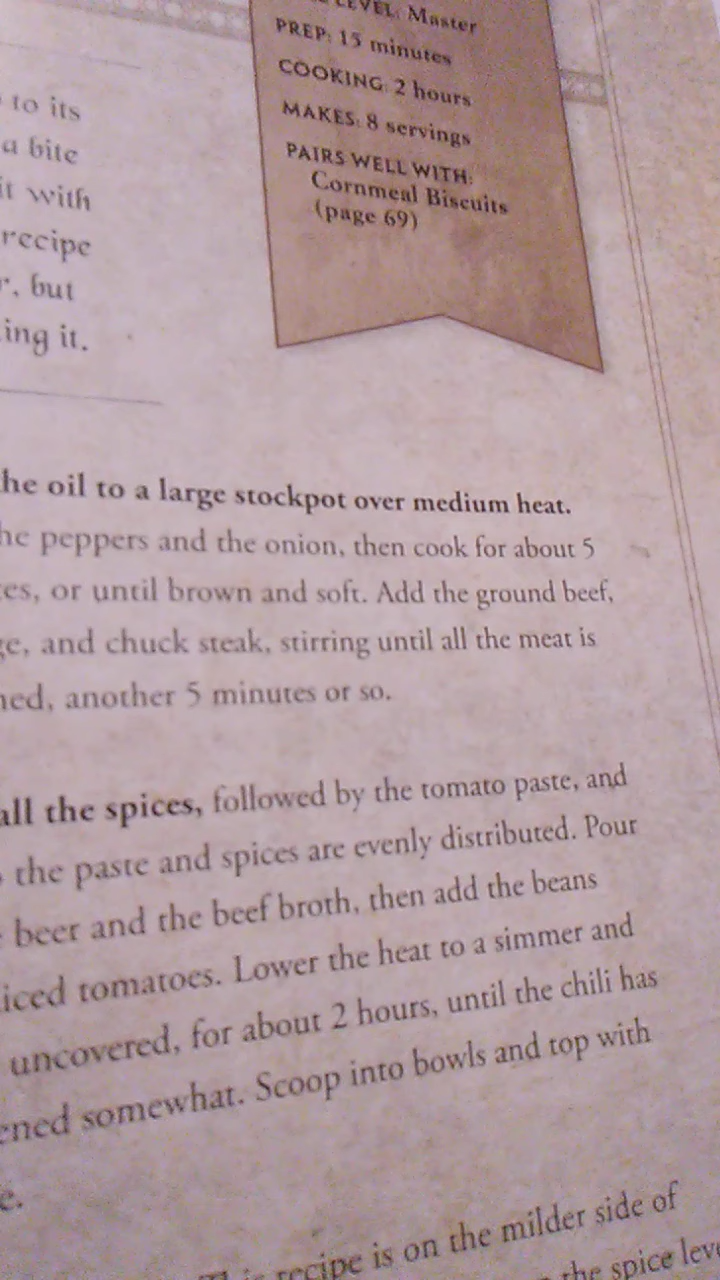 LEVEL: Master
PREP: 15 minutes
COOKING: 2 hours
MAKES: 8 servings
PAIRS WELL WITH:
Cornmeal Biscuits
(page 69)
to its
a bite
it with
recipe
r, but
ing it.
he oil to a large stockpot over medium heat.
he peppers and the onion, then cook for about 5
es, or until brown and soft. Add the ground beef,
ge, and chuck steak, stirring until all the meat is
ned, another 5 minutes or so.
all the spices, followed by the tomato paste, and
the paste and spices are evenly distributed. Pour
beer and the beef broth, then add the beans
iced tomatoes. Lower the heat to a simmer and
uncovered, for about 2 hours, until the chili has
ened somewhat. Scoop into bowls and top with
e.
This recipe is on the milder side of
the spice leve